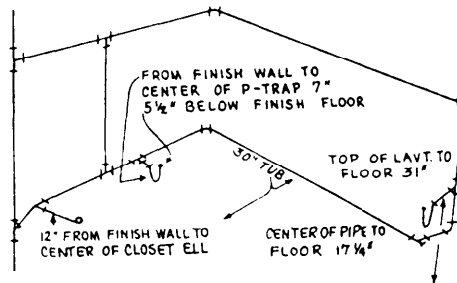 FROM FINISH WALL TO
CENTER OF P-TRAP 7"
5½" BELOW FINISH FLOOR
30" TUB
TOP OF LAVT. TO
FLOOR 31"
12" FROM FINISH WALL TO
CENTER OF CLOSET ELL
CENTER OF PIPE TO
FLOOR 17¼"